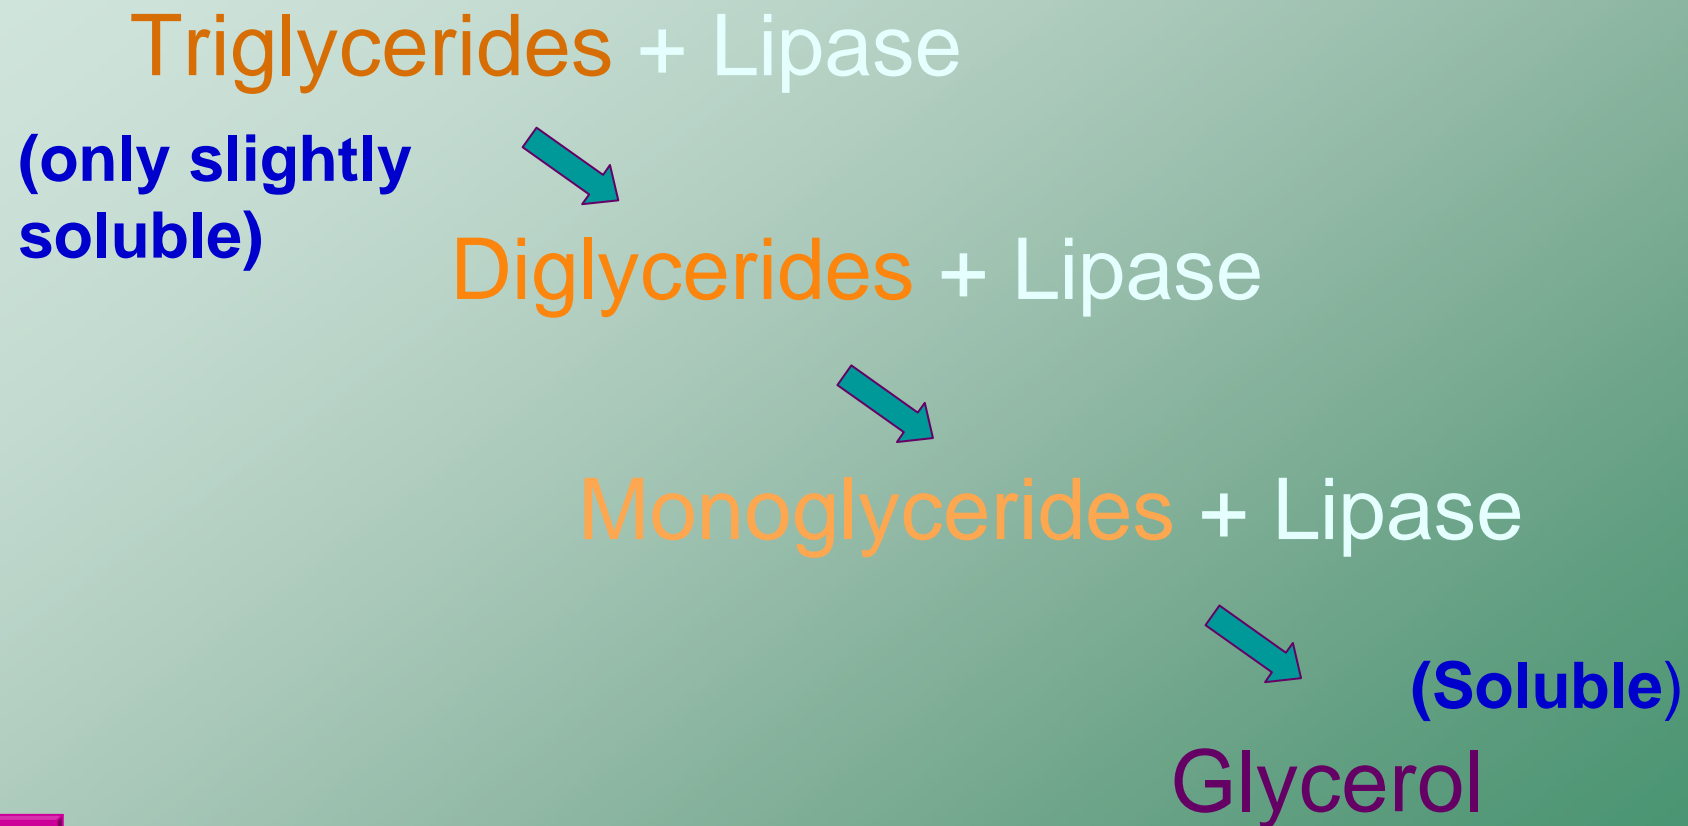 Triglycerides + Lipase
(only slightly
soluble)
Diglycerides + Lipase
Monoglycerides + Lipase
(Soluble)
Glycerol